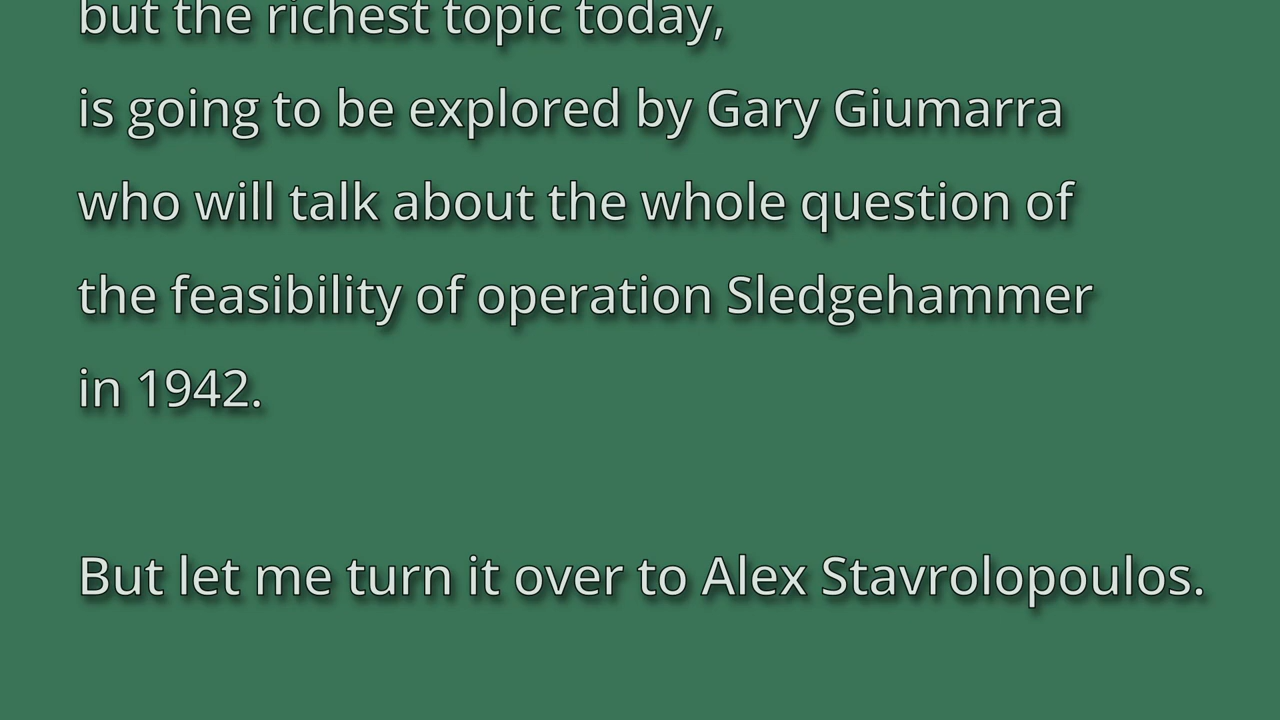 but the richest topic today,
is going to be explored by Gary Giumarra
who will talk about the whole question of
the feasibility of operation Sledgehammer
in 1942.
But let me turn it over to Alex Stavrolopoulos.